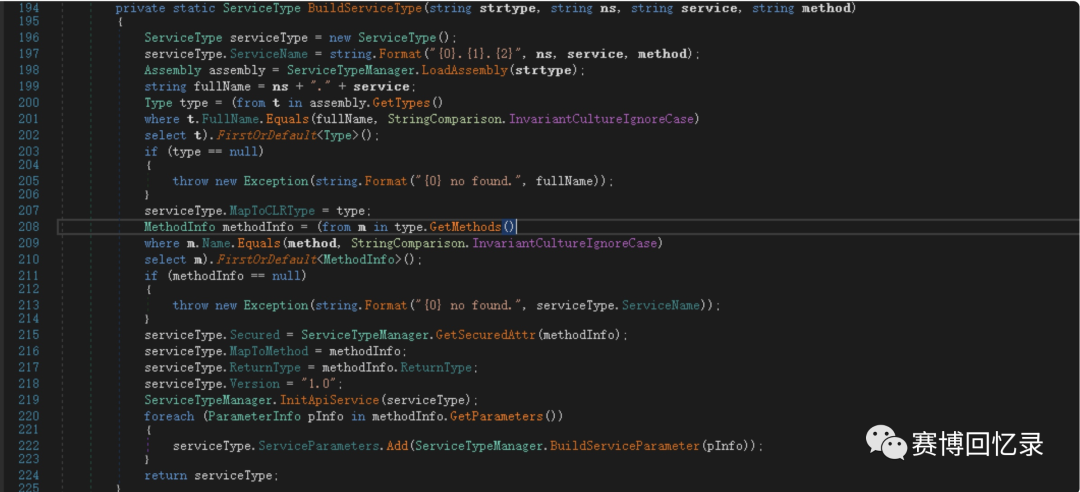 194 private static ServiceType BuildServiceType(string strtype, string ns, string service, string method)
195 {
196 ServiceType serviceType = new ServiceType();
197 serviceType.ServiceName = string.Format("{0}.{1}.{2}", ns, service, method);
198 Assembly assembly = ServiceTypeManager.LoadAssembly(strtype);
199 string fullName = ns + "." + service;
200 Type type = (from t in assembly.GetTypes()
201 where t.FullName.Equals(fullName, StringComparison.InvariantCultureIgnoreCase)
202 select t).FirstOrDefault<Type>();
203 if (type == null)
204 {
205 throw new Exception(string.Format("{0} no found.", fullName));
206 }
207 serviceType.MapToCLRType = type;
208 MethodInfo methodInfo = (from m in type.GetMethods()
209 where m.Name.Equals(method, StringComparison.InvariantCultureIgnoreCase)
210 select m).FirstOrDefault<MethodInfo>();
211 if (methodInfo == null)
212 {
213 throw new Exception(string.Format("{0} no found.", serviceType.ServiceName));
214 }
215 serviceType.Secured = ServiceTypeManager.GetSecuredAttr(methodInfo);
216 serviceType.MapToMethod = methodInfo;
217 serviceType.ReturnType = methodInfo.ReturnType;
218 serviceType.Version = "1.0";
219 ServiceTypeManager.InitApiService(serviceType);
220 foreach (ParameterInfo pInfo in methodInfo.GetParameters())
221 {
222 serviceType.ServiceParameters.Add(ServiceTypeManager.BuildServiceParameter(pInfo));
223 }
224 return serviceType;
225 }
赛博回忆录